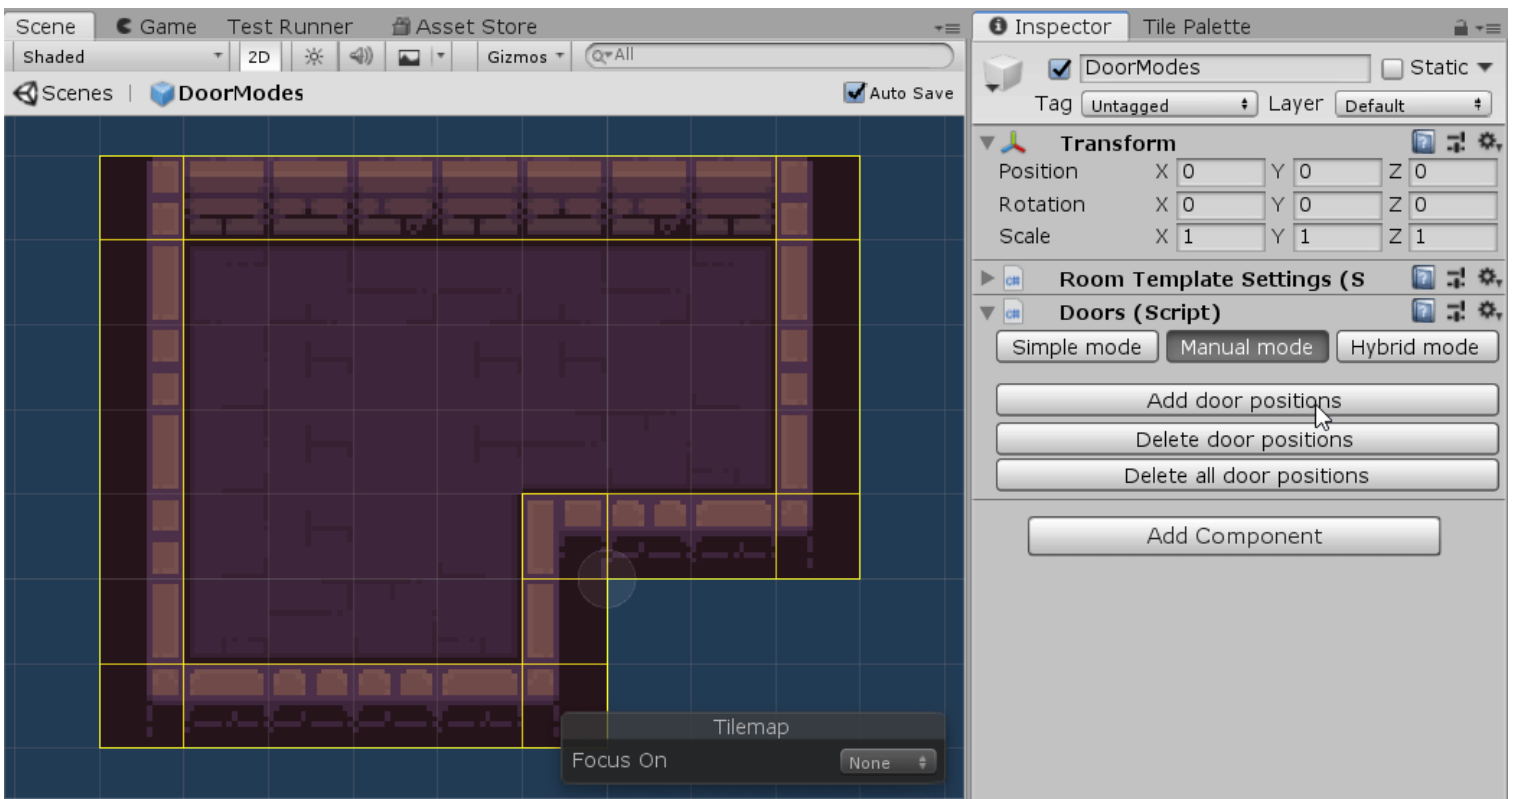 Scene Game Test Runner Asset Store
Shaded 2D Gizmos All
Scenes | DoorModes Auto Save
Tilemap
Focus On None
Inspector Tile Palette
DoorModes Static
Tag Untagged Layer Default
Transform
Position X 0 Y 0 Z 0
Rotation X 0 Y 0 Z 0
Scale X 1 Y 1 Z 1
Room Template Settings (S
Doors (Script)
Simple mode Manual mode Hybrid mode
Add door positions
Delete door positions
Delete all door positions
Add Component